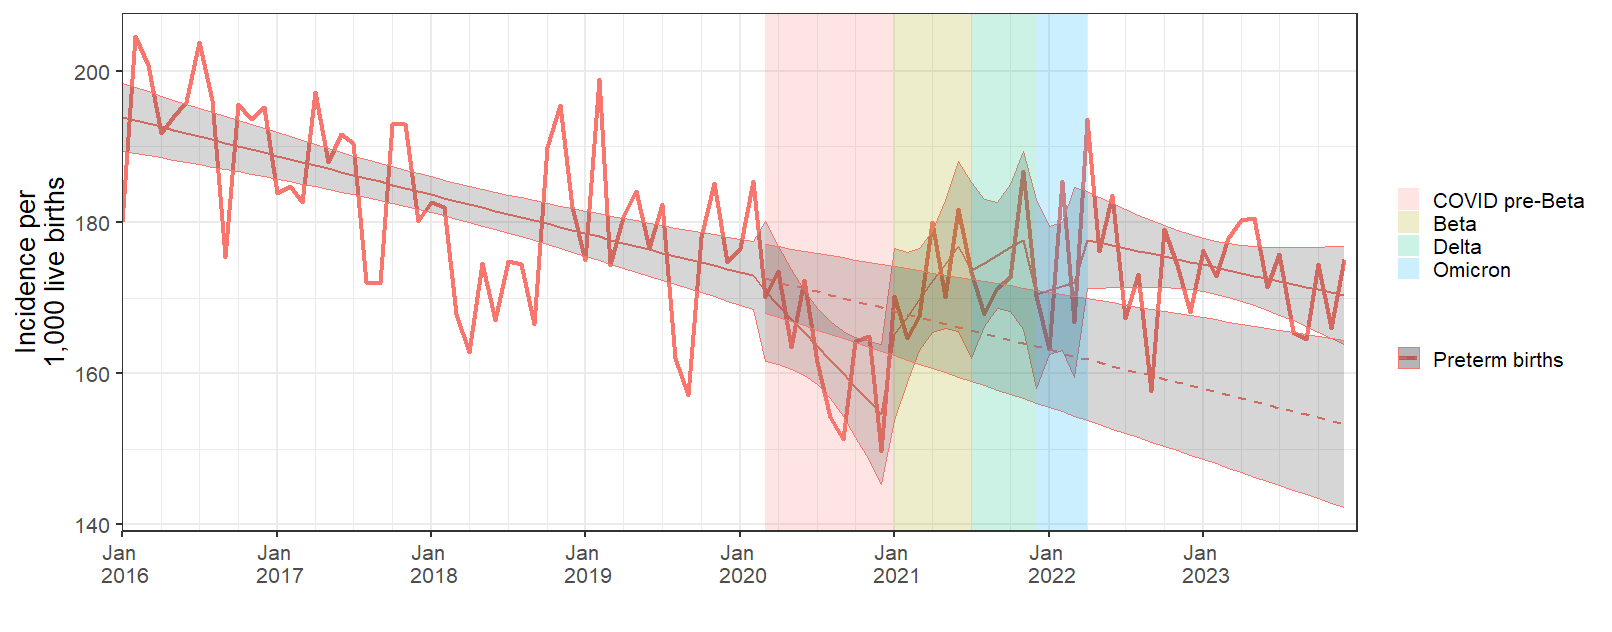 Incidence per
1,000 live births
200
180
160
140
Jan
2016
Jan
2017
Jan
2018
Jan
2019
Jan
2020
Jan
2021
Jan
2022
Jan
2023
COVID pre-Beta
Beta
Delta
Omicron
Preterm births